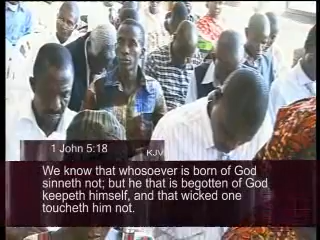 1 John 5:18
KJV
We know that whosoever is born of God
sinneth not; but he that is begotten of God
keepeth himself, and that wicked one
toucheth him not.